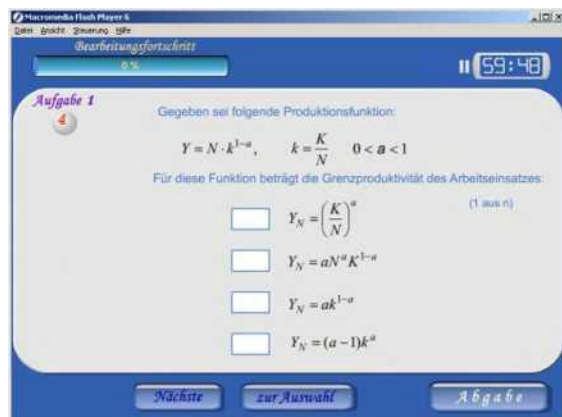 Macromedia Flash Player 6
Datei Ansicht Steuerung Hilfe
Bearbeitungsfortschritt
0 %
59:48
Aufgabe 1
4
Gegeben sei folgende Produktionsfunktion:
Y = N · k^{1-a}, k = K/N 0 < a < 1
Für diese Funktion beträgt die Grenzproduktivität des Arbeitseinsatzes:
(1 aus n)
Y_N = (K/N)^a
Y_N = aN^a K^{1-a}
Y_N = ak^{1-a}
Y_N = (a-1)k^a
Nächste zur Auswahl Abgabe